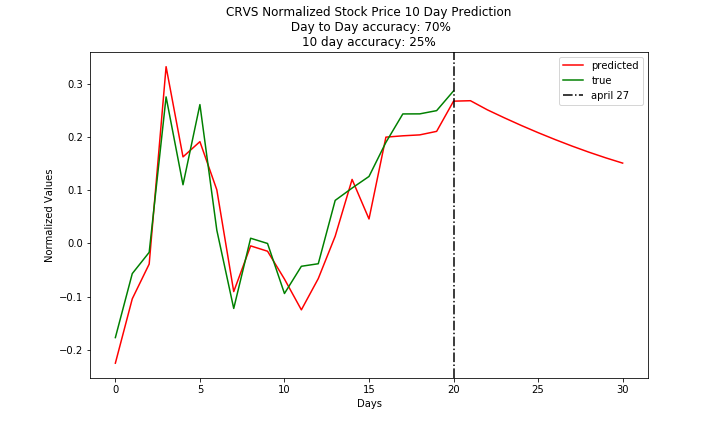 CRVS Normalized Stock Price 10 Day Prediction
Day to Day accuracy: 70%
10 day accuracy: 25%
predicted
true
april 27
0.3
0.2
0.1
0.0
−0.1
−0.2
Normalized Values
0
5
10
15
20
25
30
Days